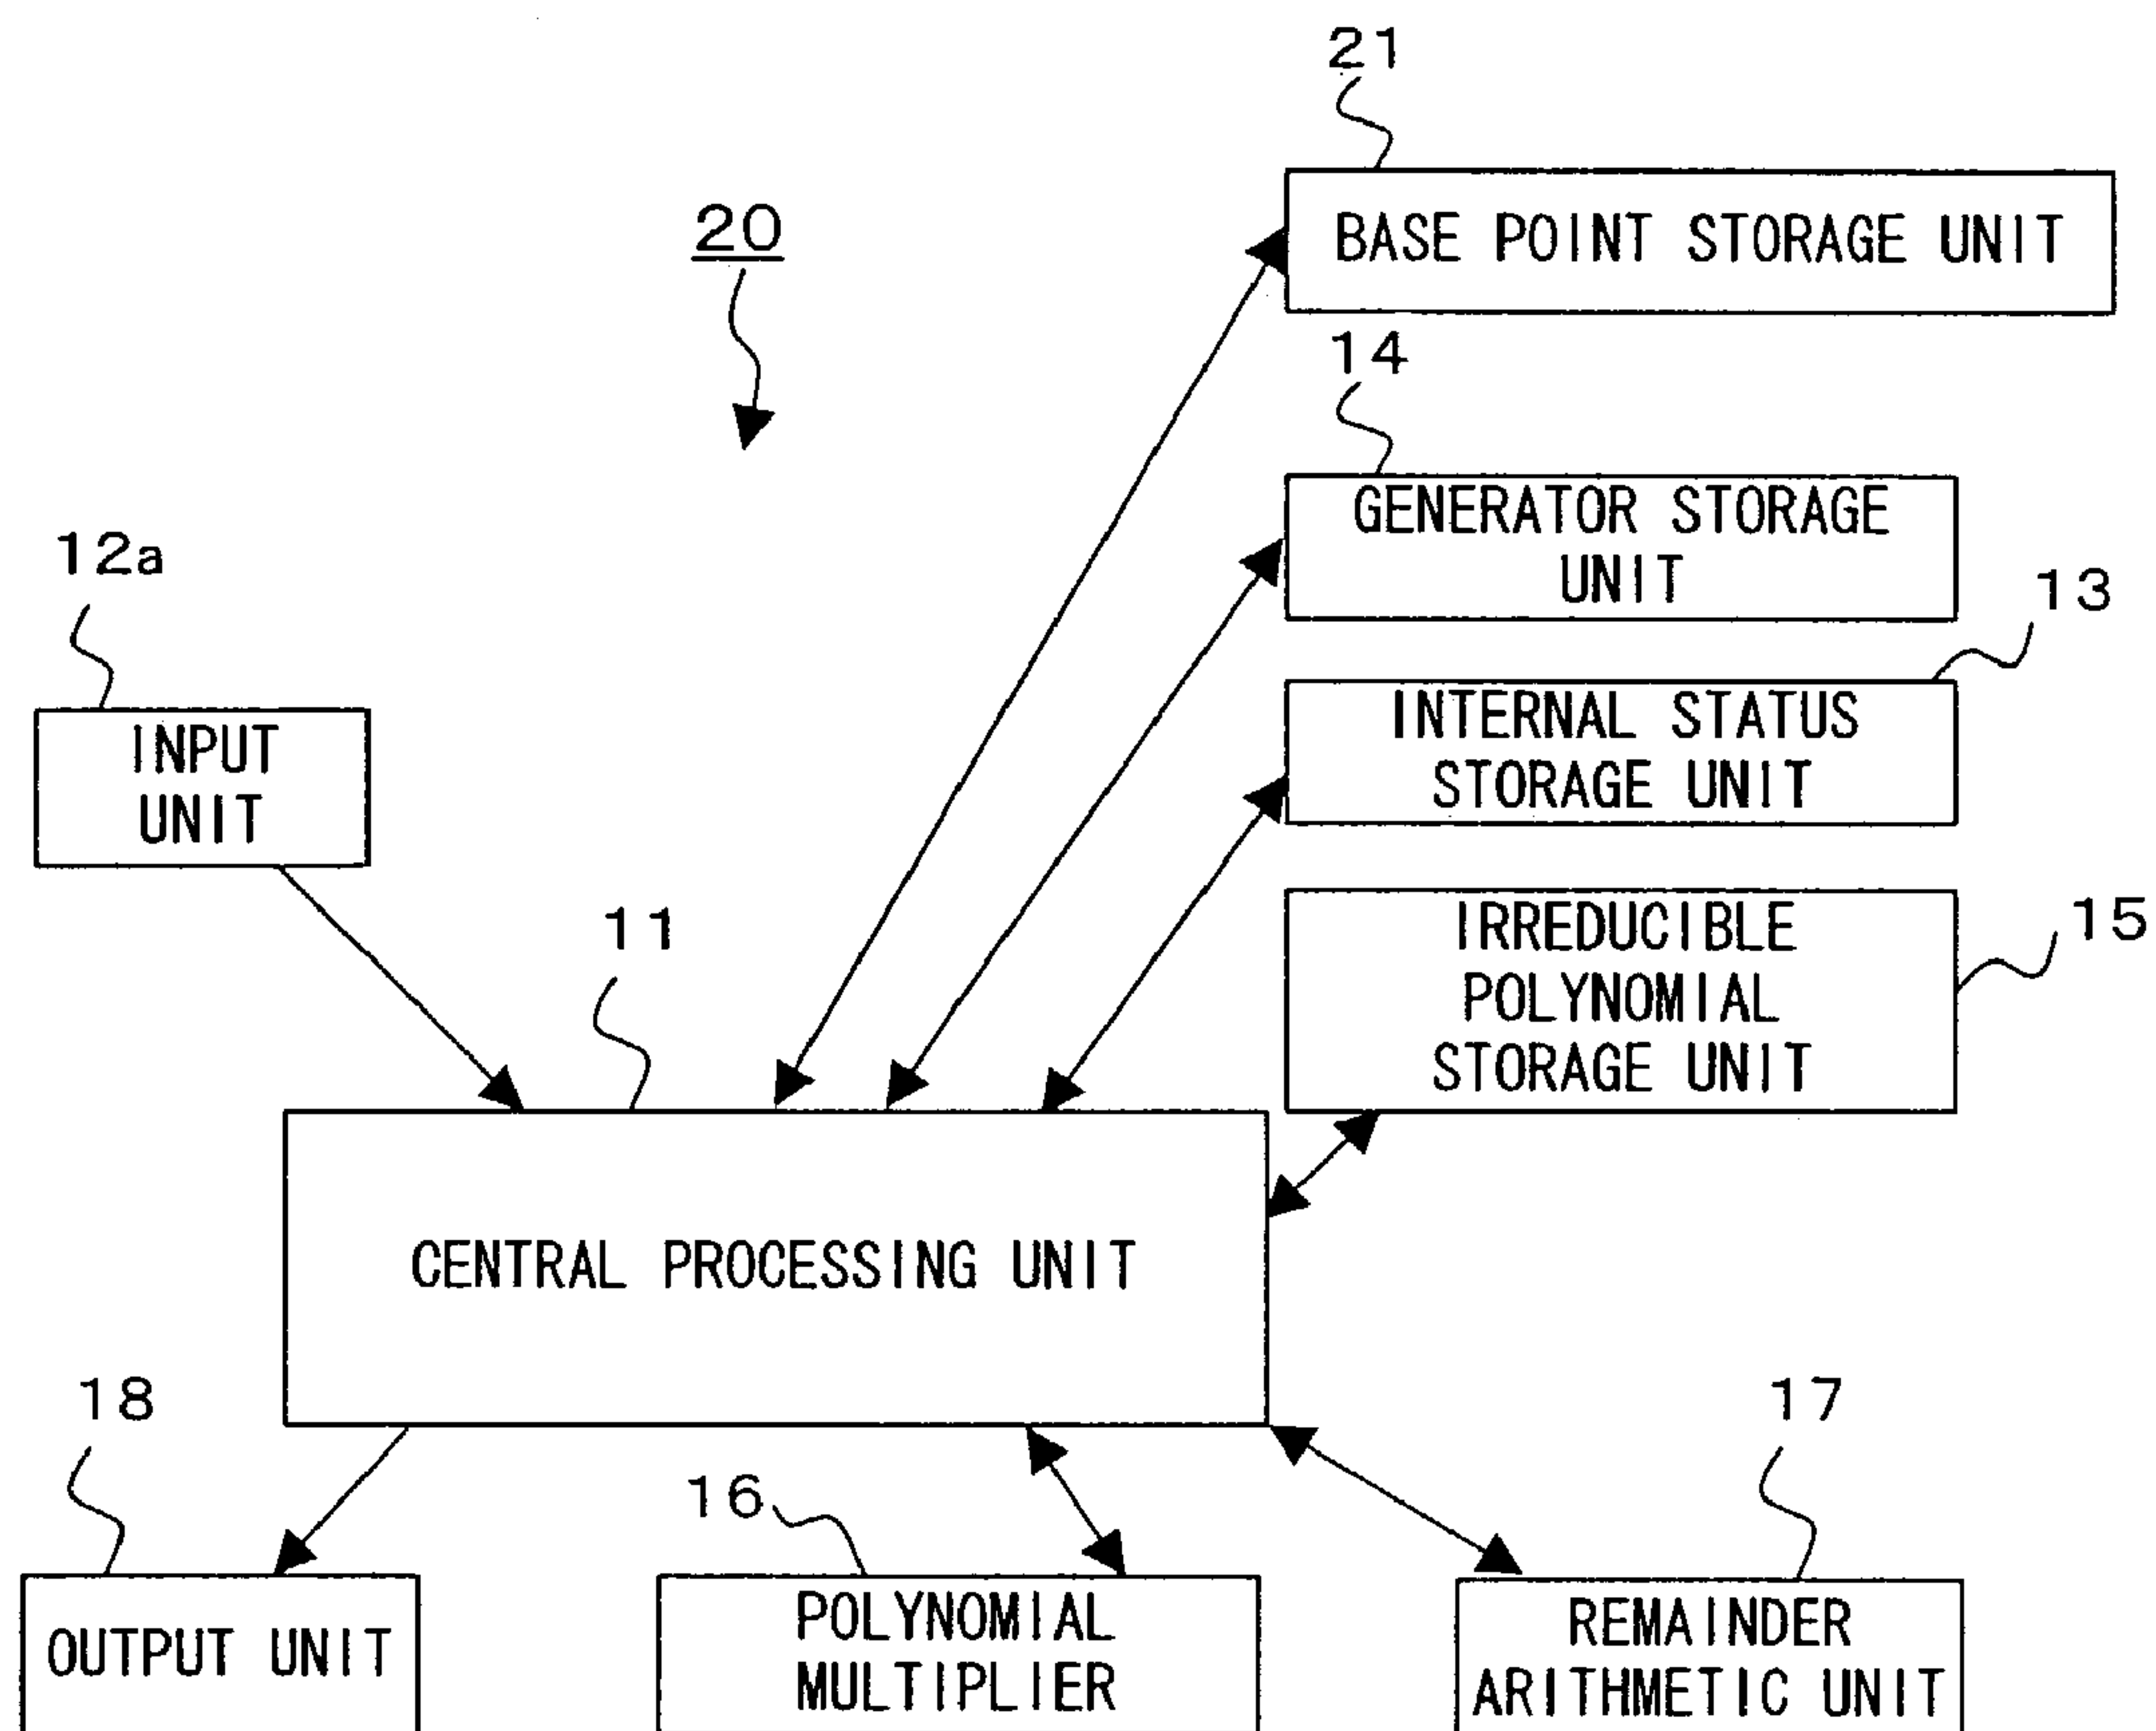 21
BASE POINT STORAGE UNIT
20
14
GENERATOR STORAGE
UNIT
12a
13
INPUT
UNIT
INTERNAL STATUS
STORAGE UNIT
11
15
IRREDUCIBLE
POLYNOMIAL
STORAGE UNIT
CENTRAL PROCESSING UNIT
18
16
17
OUTPUT UNIT
POLYNOMIAL
MULTIPLIER
REMAINDER
ARITHMETIC UNIT